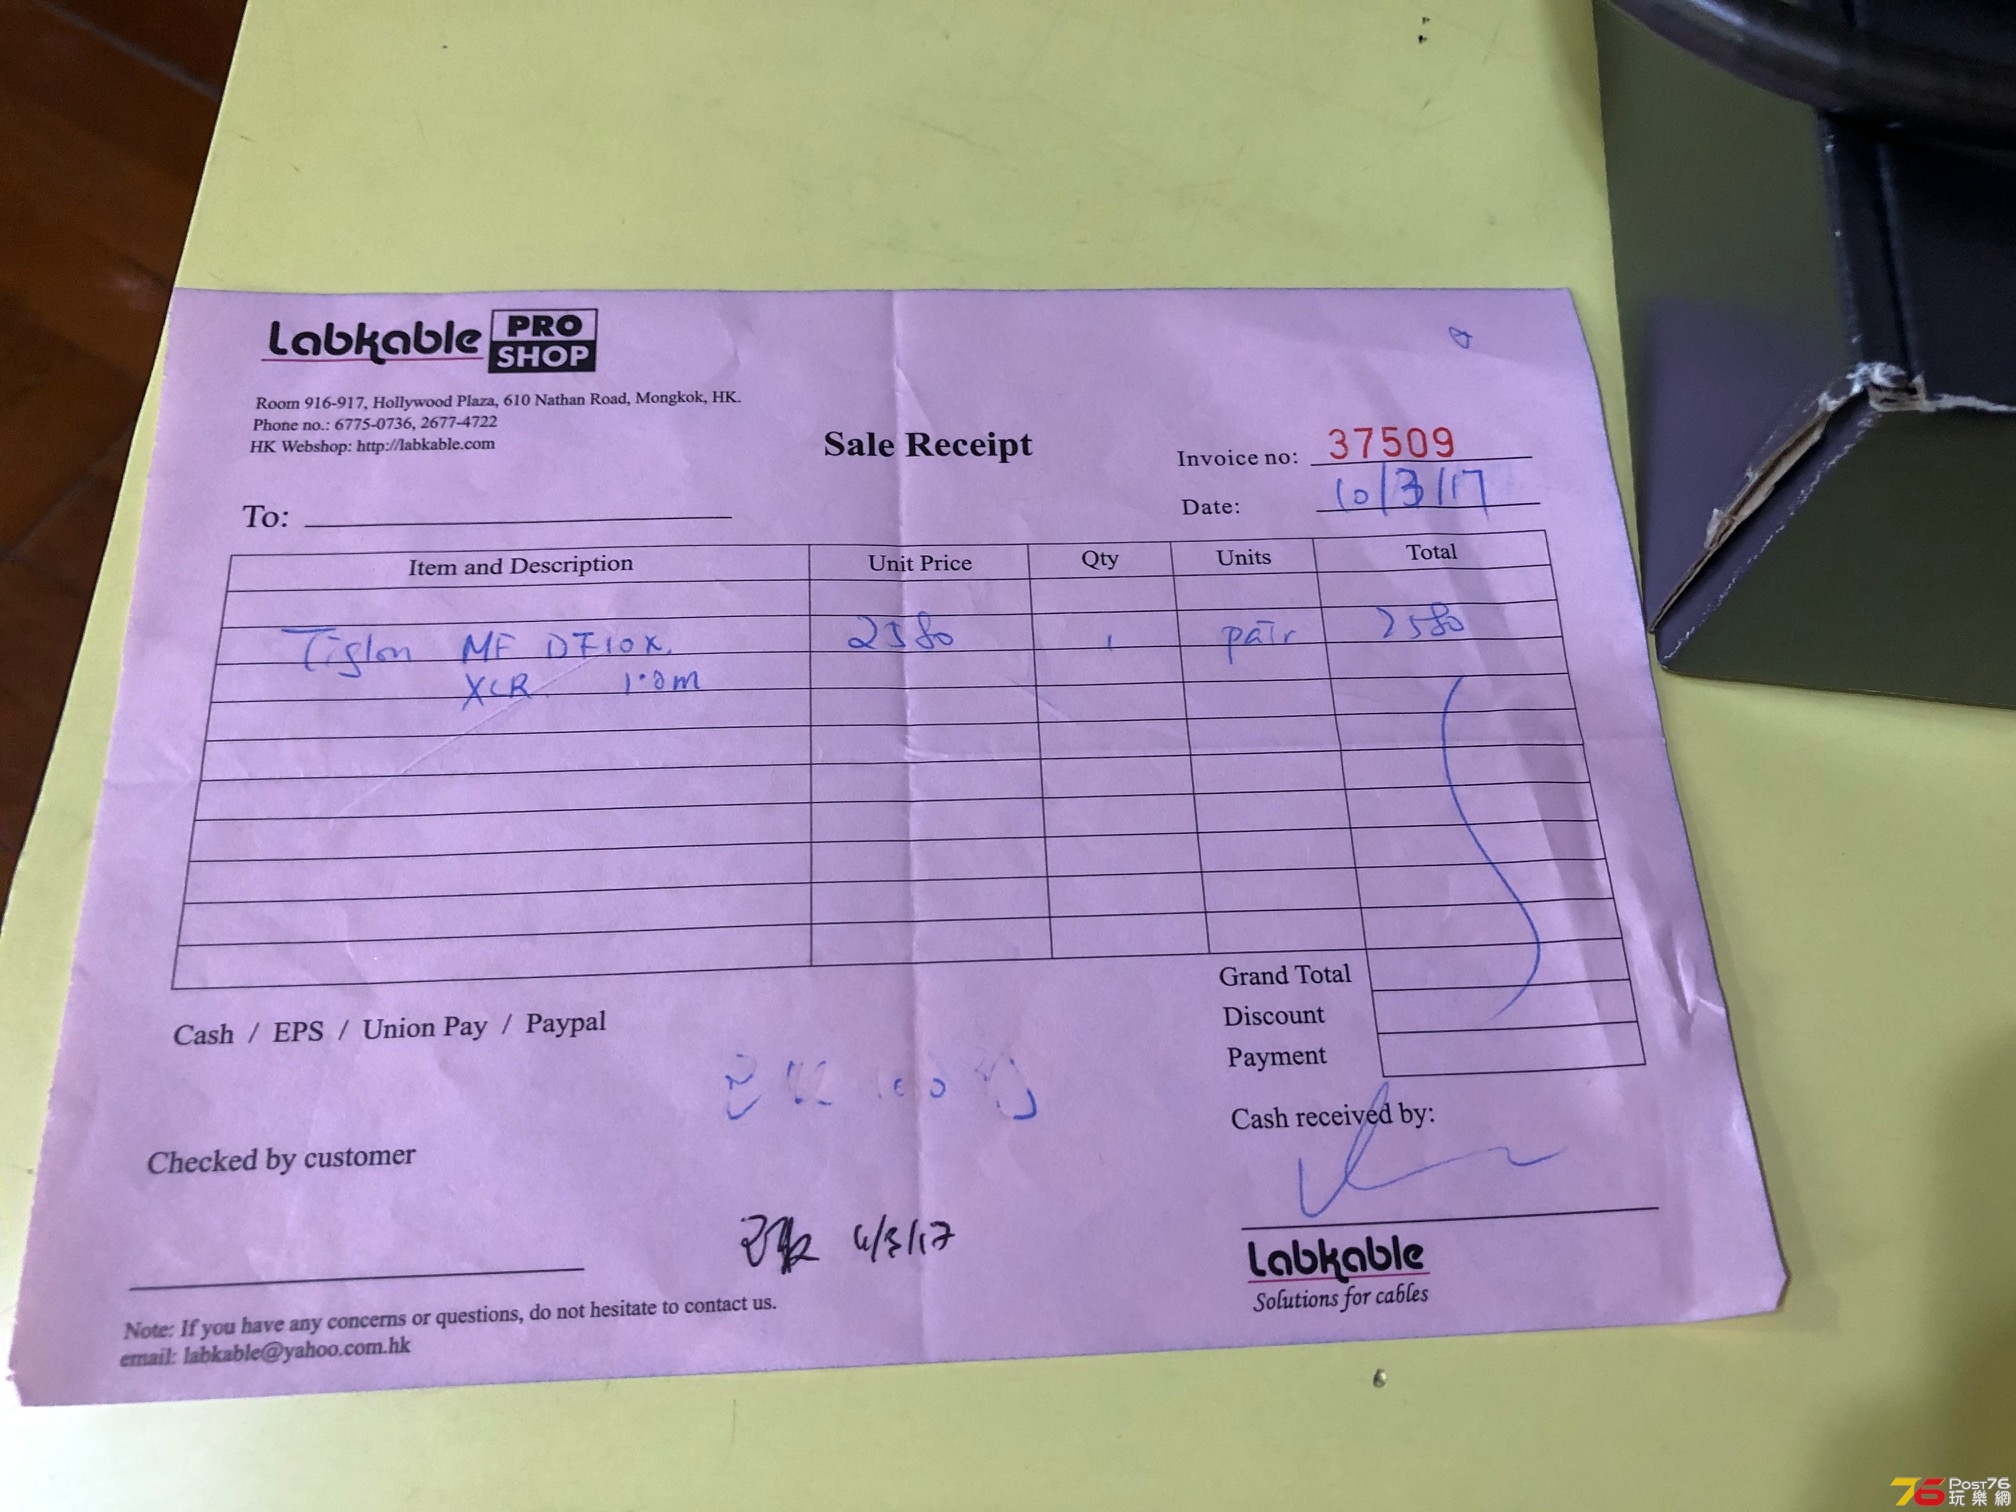 Labkable PRO SHOP
Room 916-917, Hollywood Plaza, 610 Nathan Road, Mongkok, HK.
Phone no.: 6775-0736, 2677-4722
HK Webshop: http://labkable.com
Sale Receipt
Invoice no: 37509
Date: 10/3/17
To:
Item and Description Unit Price Qty Units Total
Tiglon MF DF10X 2580 1 pair 2580
XLR 1.0m
Grand Total
Discount
Payment
Cash / EPS / Union Pay / Paypal
Cash received by:
Checked by customer
/3/17
Labkable
Solutions for cables
Note: If you have any concerns or questions, do not hesitate to contact us.
email: labkable@yahoo.com.hk
76 POST76
玩樂網